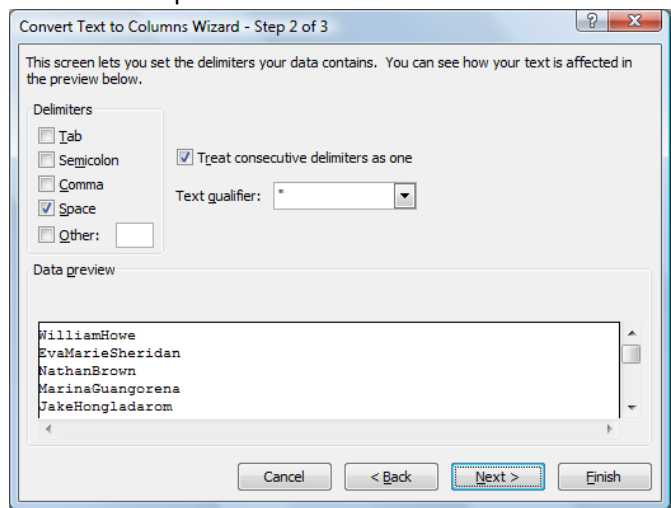 Convert Text to Columns Wizard - Step 2 of 3
This screen lets you set the delimiters your data contains. You can see how your text is affected in
the preview below.
Delimiters
Tab
Semicolon
Comma
Space
Other:
Treat consecutive delimiters as one
Text qualifier: "
Data preview
WilliamHowe
EvaMarieSheridan
NathanBrown
MarinaGuangorena
JakeHongladarom
Cancel < Back Next > Finish